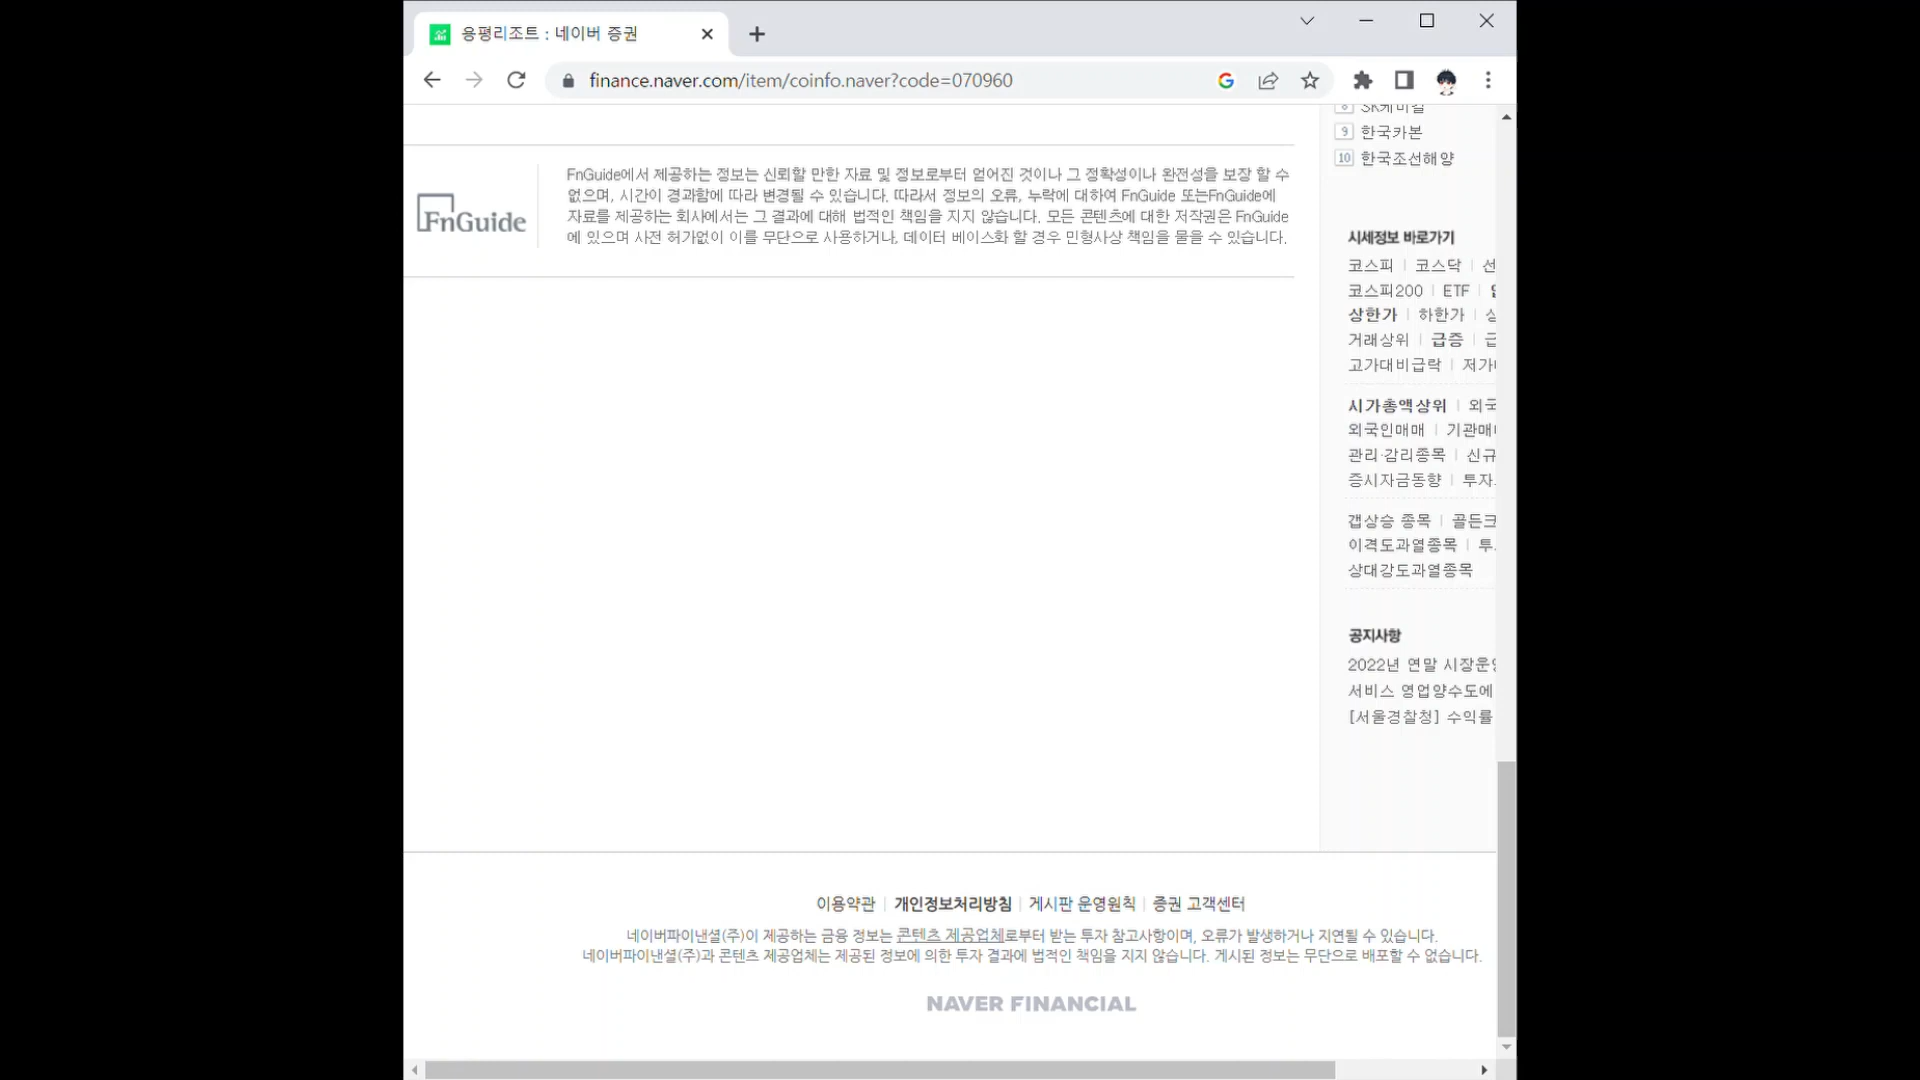 용평리조트 : 네이버 증권
finance.naver.com/item/coinfo.naver?code=070960
8 SK케미칼
9 한국카본
10 한국조선해양
FnGuide
FnGuide에서 제공하는 정보는 신뢰할 만한 자료 및 정보로부터 얻어진 것이나 그 정확성이나 완전성을 보장 할 수
없으며, 시간이 경과함에 따라 변경될 수 있습니다. 따라서 정보의 오류, 누락에 대하여 FnGuide 또는FnGuide에
자료를 제공하는 회사에서는 그 결과에 대해 법적인 책임을 지지 않습니다. 모든 콘텐츠에 대한 저작권은 FnGuide
에 있으며 사전 허가없이 이를 무단으로 사용하거나, 데이터 베이스화 할 경우 민형사상 책임을 물을 수 있습니다.
시세정보 바로가기
코스피 | 코스닥 | 선
코스피200 | ETF |
상한가 | 하한가 | 상
거래상위 | 급증 | 급
고가대비급락 | 저가
시가총액상위 | 외국
외국인매매 | 기관매
관리·감리종목 | 신규
증시자금동향 | 투자
갭상승 종목 | 골든크
이격도과열종목 | 투
상대강도과열종목
공지사항
2022년 연말 시장운영
서비스 영업양수도에
[서울경찰청] 수익률
이용약관 | 개인정보처리방침 | 게시판 운영원칙 | 증권 고객센터
네이버파이낸셜(주)이 제공하는 금융 정보는 콘텐츠 제공업체로부터 받는 투자 참고사항이며, 오류가 발생하거나 지연될 수 있습니다.
네이버파이낸셜(주)과 콘텐츠 제공업체는 제공된 정보에 의한 투자 결과에 법적인 책임을 지지 않습니다. 게시된 정보는 무단으로 배포할 수 없습니다.
NAVER FINANCIAL